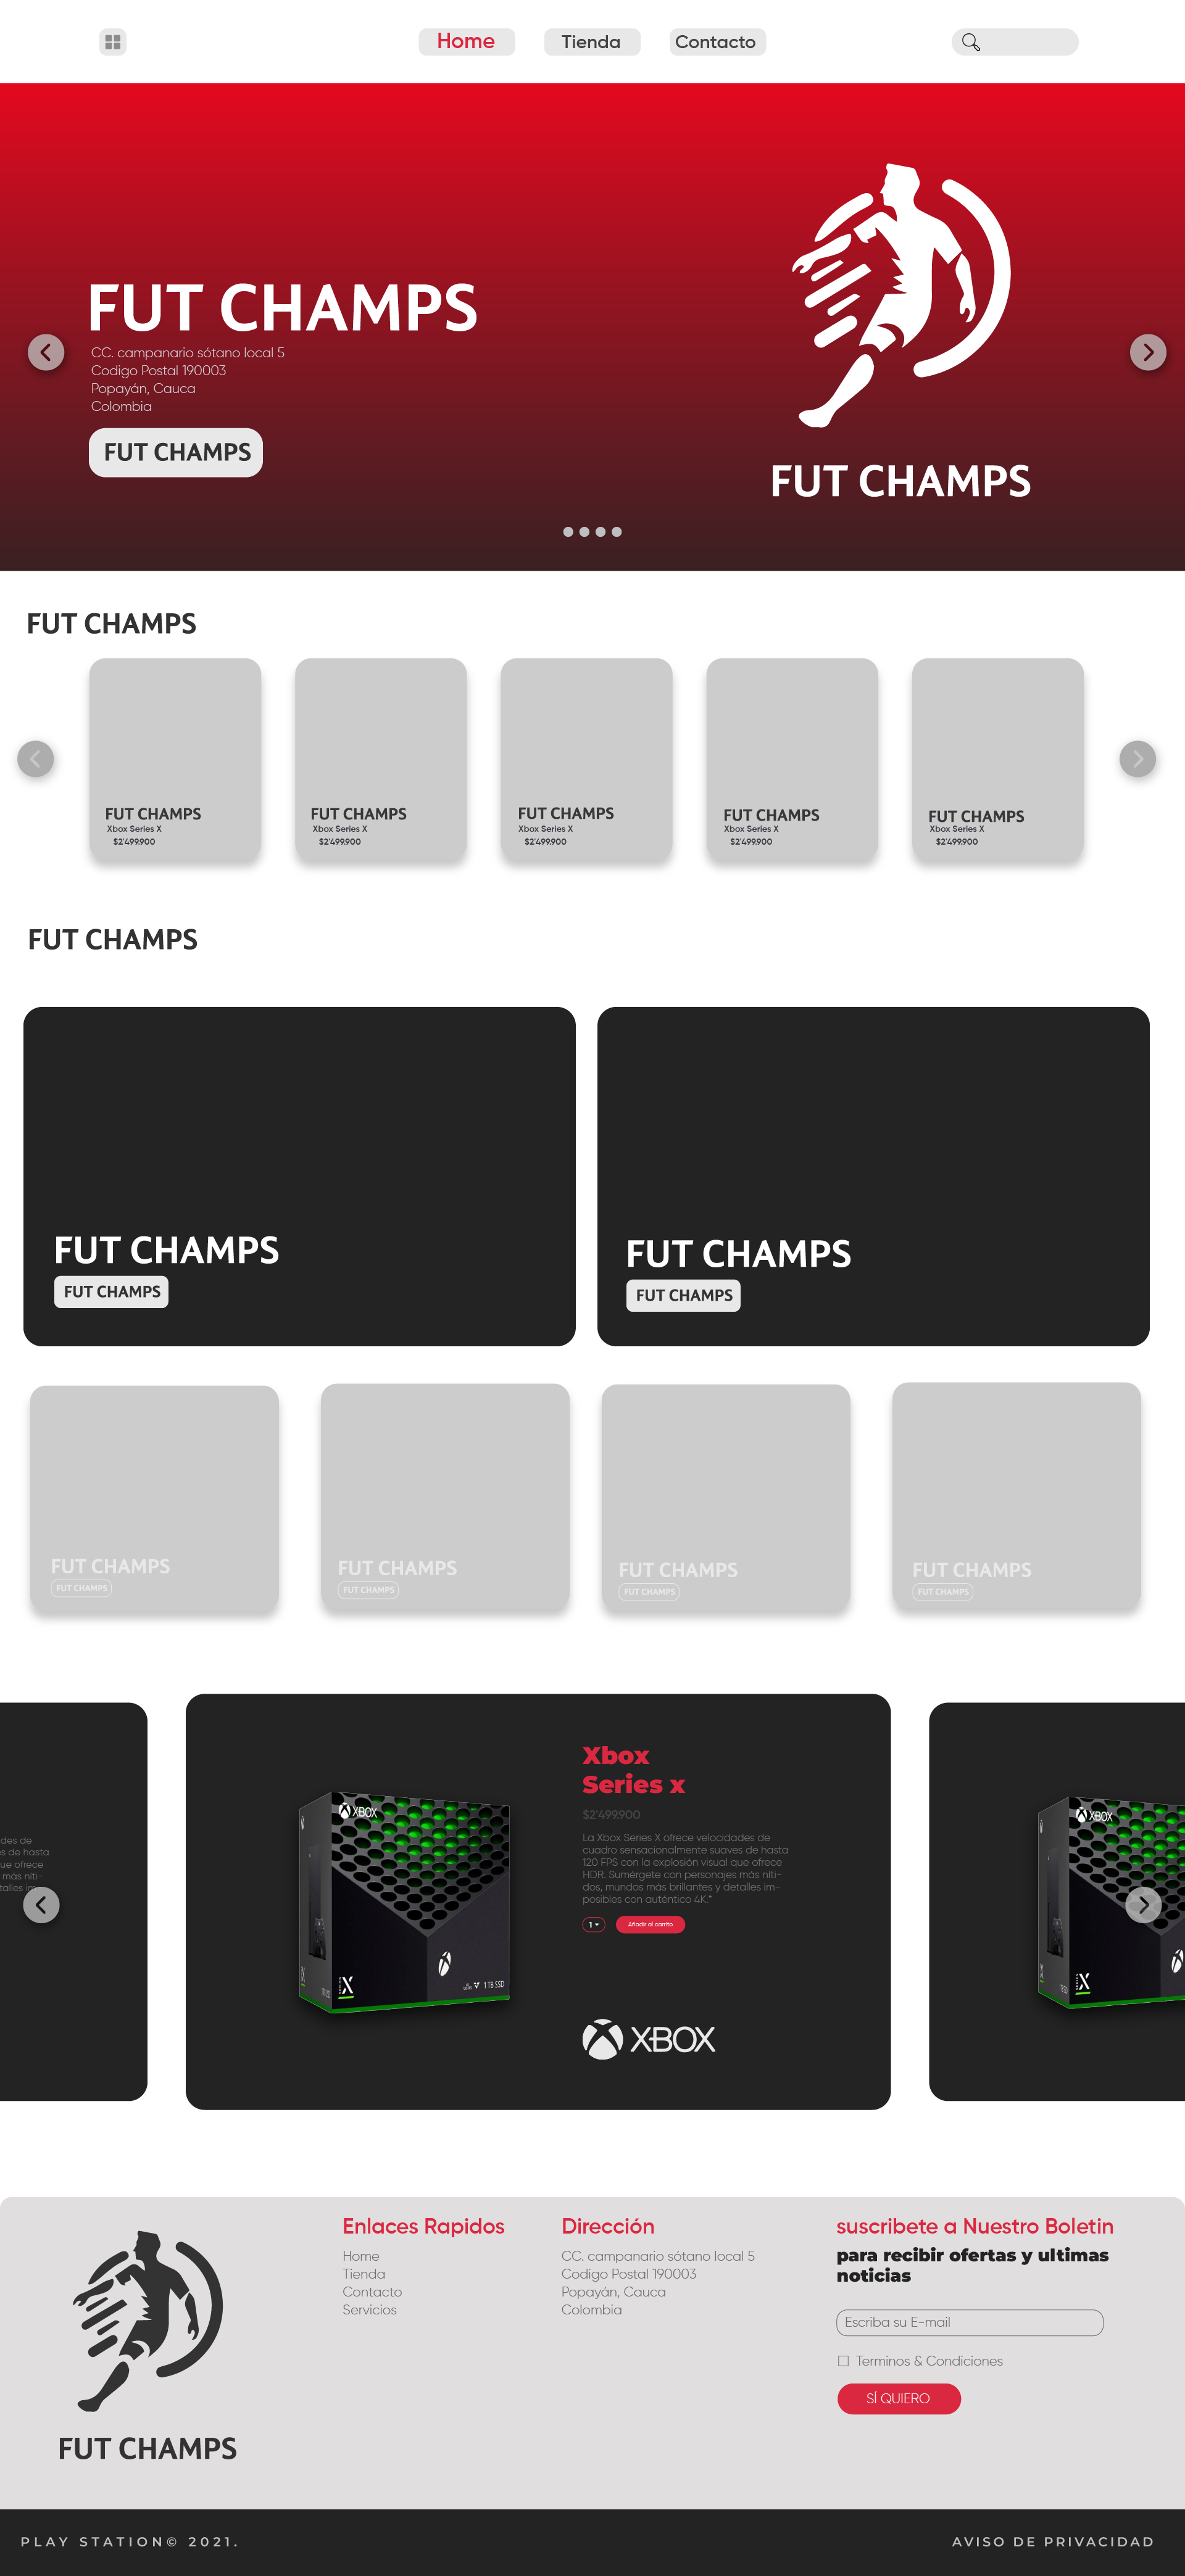 Home
Tienda
Contacto
FUT CHAMPS
CC. campanario sótano local 5
Codigo Postal 190003
Popayán, Cauca
Colombia
FUT CHAMPS
FUT CHAMPS
FUT CHAMPS
FUT CHAMPS
Xbox Series X
$2'499.900
FUT CHAMPS
Xbox Series X
$2'499.900
FUT CHAMPS
Xbox Series X
$2'499.900
FUT CHAMPS
Xbox Series X
$2'499.900
FUT CHAMPS
Xbox Series X
$2'499.900
FUT CHAMPS
FUT CHAMPS
FUT CHAMPS
FUT CHAMPS
FUT CHAMPS
FUT CHAMPS
FUT CHAMPS
FUT CHAMPS
FUT CHAMPS
FUT CHAMPS
FUT CHAMPS
FUT CHAMPS
FUT CHAMPS
des de
s de hasta
ue ofrece
más níti-
talles
XBOX
SERIES X
1 TB SSD
Xbox
Series x
$2'499.900
La Xbox Series X ofrece velocidades de
cuadro sensacionalmente suaves de hasta
120 FPS con la explosión visual que ofrece
HDR. Sumérgete con personajes más níti-
dos, mundos más brillantes y detalles im-
posibles con auténtico 4K.*
1
Añadir al carrito
XBOX
XBOX
SERIES X
FUT CHAMPS
Enlaces Rapidos
Home
Tienda
Contacto
Servicios
Dirección
CC. campanario sótano local 5
Codigo Postal 190003
Popayán, Cauca
Colombia
suscribete a Nuestro Boletin
para recibir ofertas y ultimas
noticias
Escriba su E-mail
Terminos & Condiciones
SÍ QUIERO
PLAY STATION© 2021.
AVISO DE PRIVACIDAD